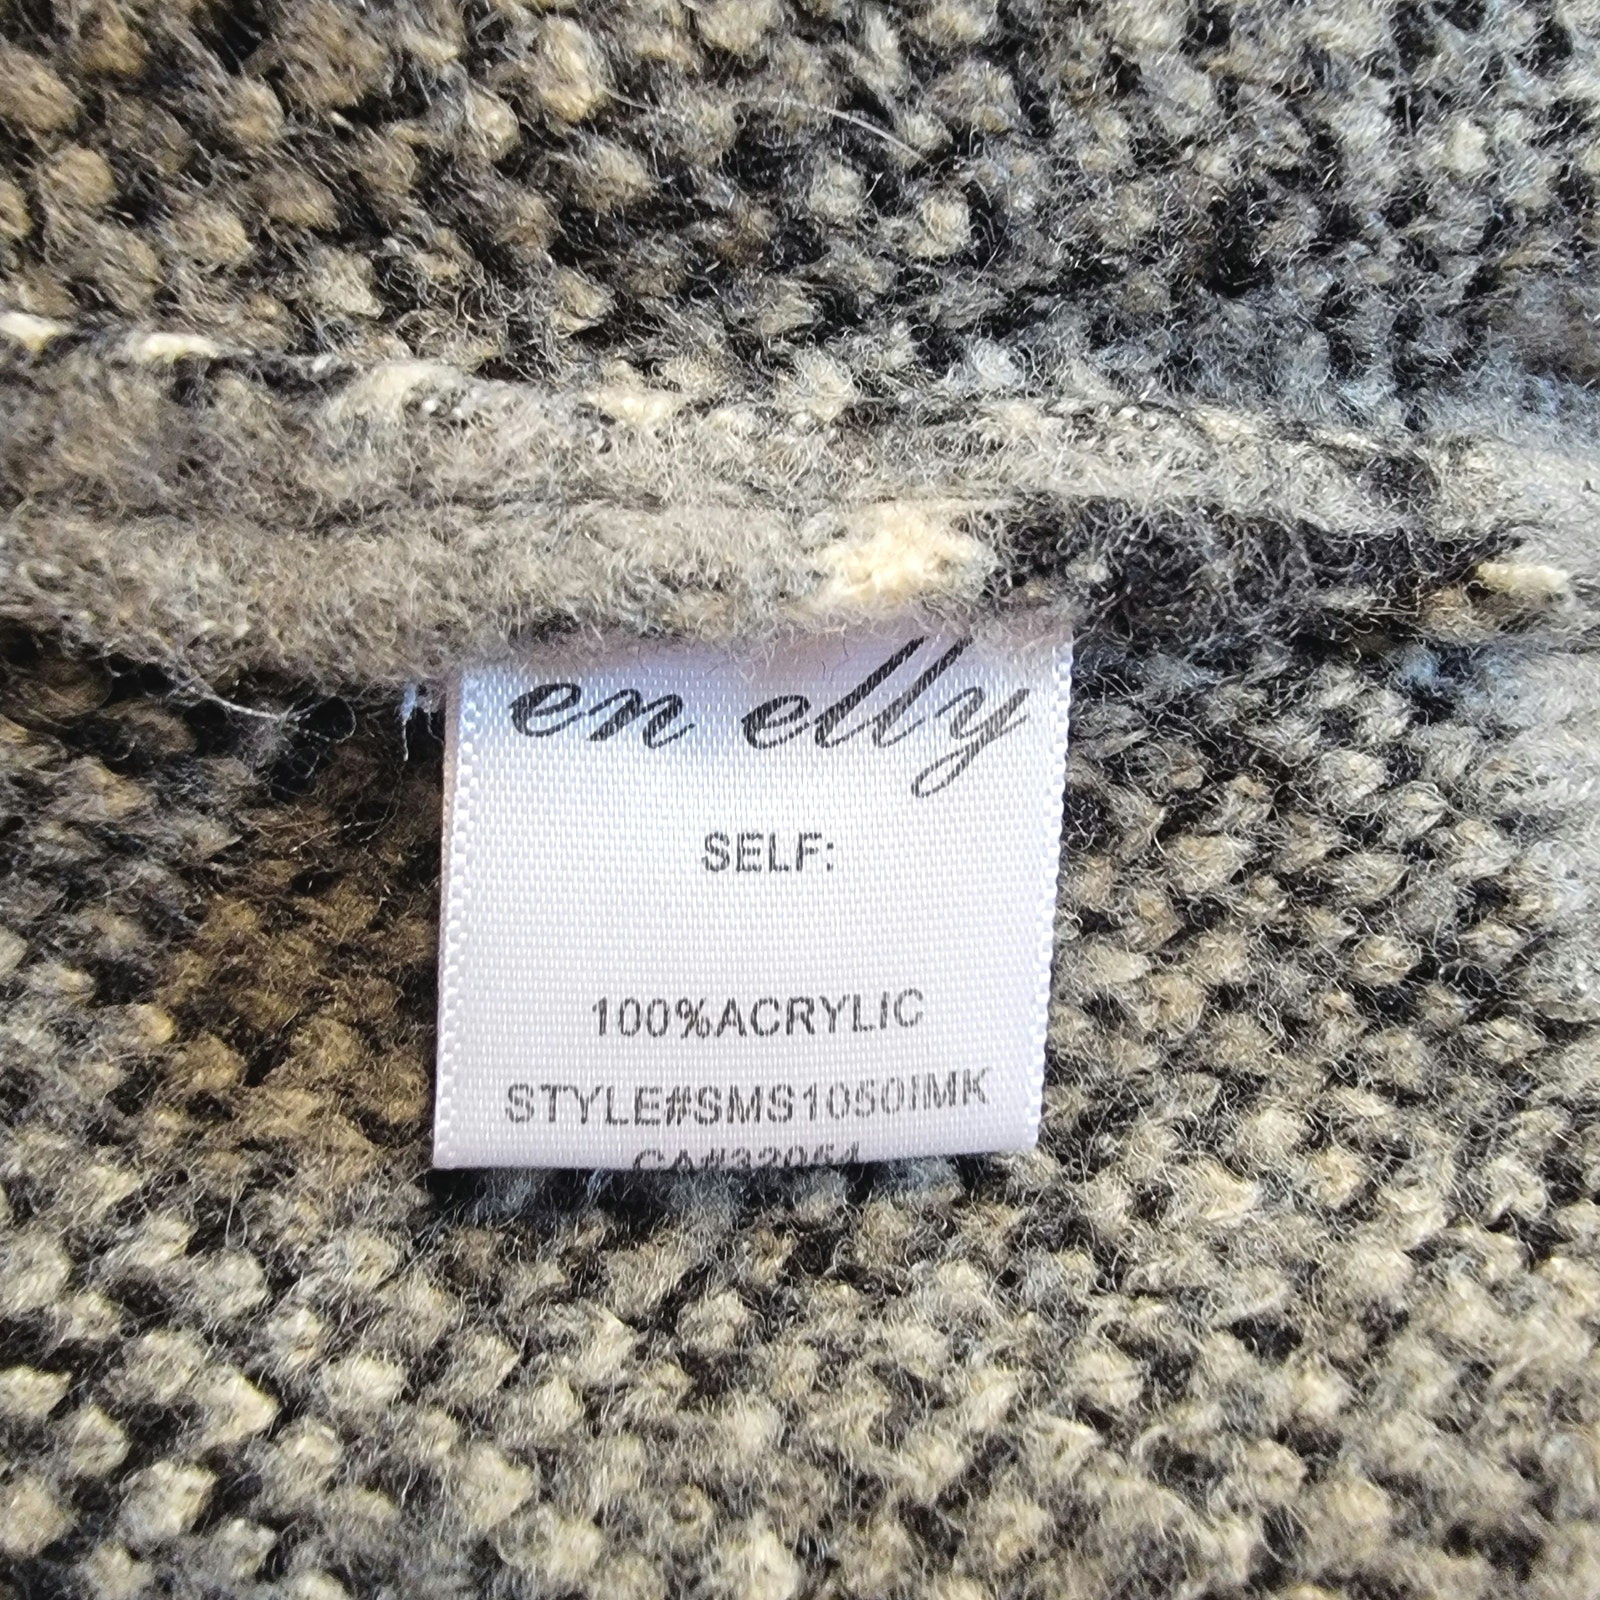 en elly
SELF:
100%ACRYLIC
STYLE#SMS1050IMK